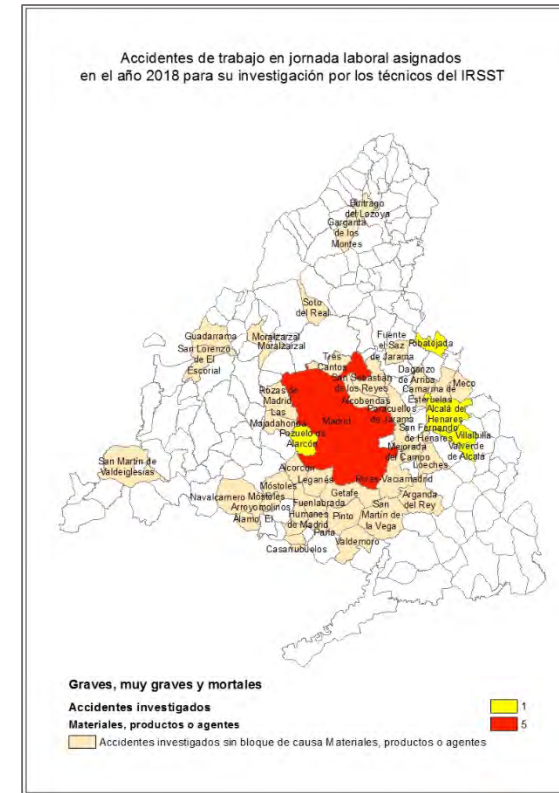 Accidentes de trabajo en jornada laboral asignados
en el año 2018 para su investigación por los técnicos del IRSST
Buitrago
del Lozoya
Garganta
de los
Montes
Soto
del Real
Guadarrama
San Lorenzo
de El
Escorial
Moralzarzal
Moralzarzal
Fuente
el Saz
de Jarama
Tres
Cantos
San Sebastián
de los Reyes
Daganzo
de Arriba
Meco
Camarma de
Esteruelas
Rozas de
Madrid
Las
Alcobendas
Paracuellos
de Jarama
Alcalá de
Henares
Madrid
Majadahonda
San Fernando
de Henares
Villalbilla
Pozuelo de
Alarcón
Valverde
de Alcalá
Mejorada
del Campo
Loeches
San Martín de
Valdeiglesias
Alcorcón
Leganés
Rivas-Vaciamadrid
Móstoles
Getafe
Navalcarnero
Móstoles
Fuenlabrada
San
Martín de
la Vega
Arganda
del Rey
Arroyomolinos
Humanes
de Madrid
Pinto
Álamo, El
Parla
Valdemoro
Casarrubuelos
Graves, muy graves y mortales
Accidentes investigados
Materiales, productos o agentes
1
5
Accidentes investigados sin bloque de causa Materiales, productos o agentes